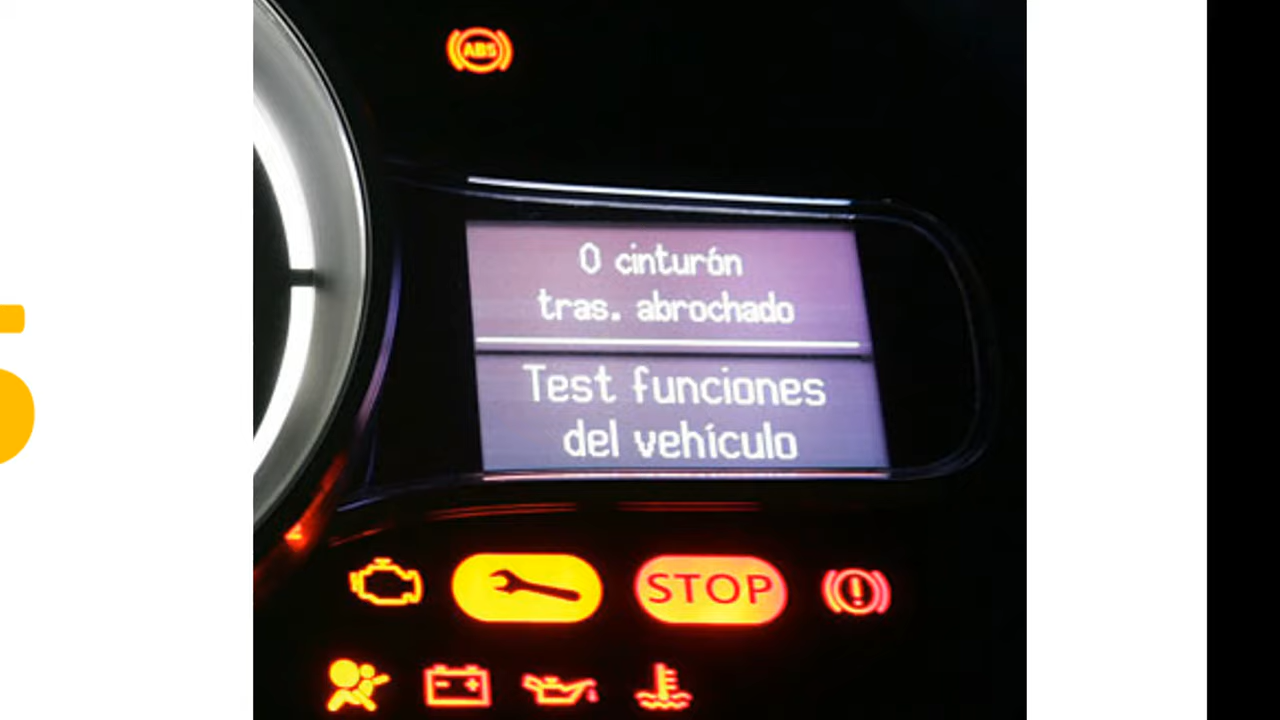 ABS
0 cinturón
tras. abrochado
Test funciones
del vehículo
STOP